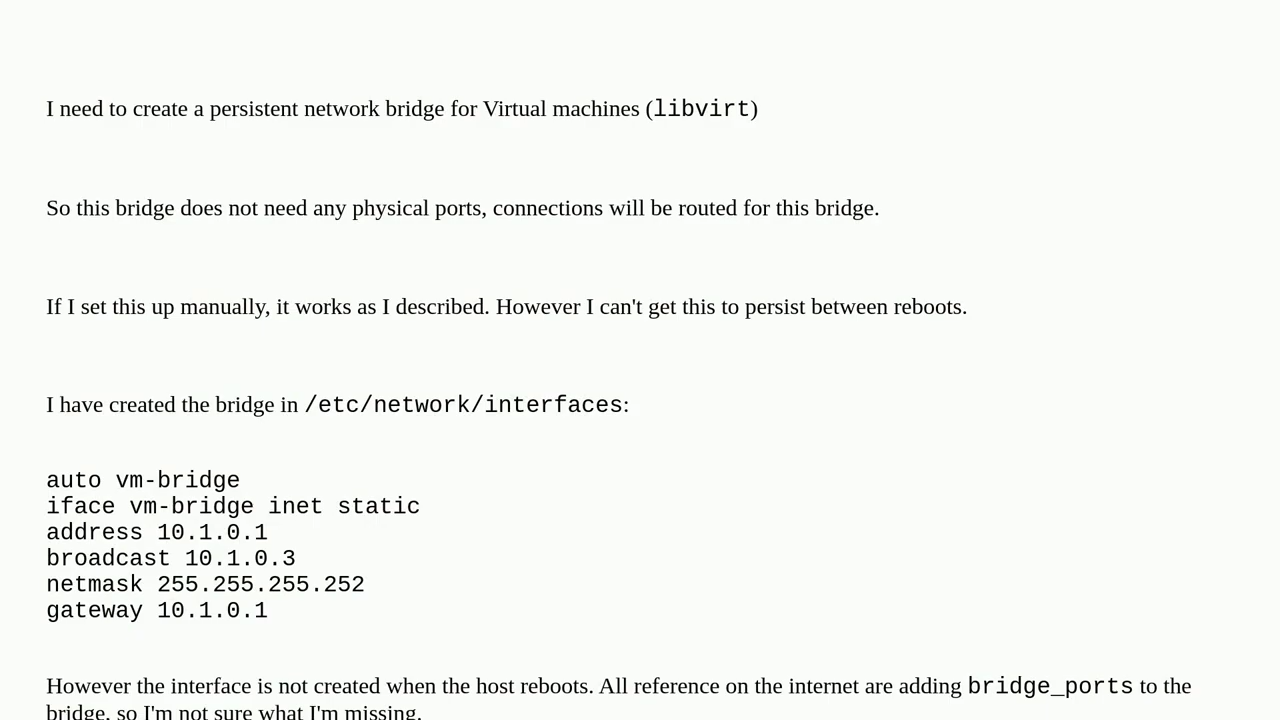 I need to create a persistent network bridge for Virtual machines (libvirt)
So this bridge does not need any physical ports, connections will be routed for this bridge.
If I set this up manually, it works as I described. However I can't get this to persist between reboots.
I have created the bridge in /etc/network/interfaces:
auto vm-bridge
iface vm-bridge inet static
address 10.1.0.1
broadcast 10.1.0.3
netmask 255.255.255.252
gateway 10.1.0.1
However the interface is not created when the host reboots. All reference on the internet are adding bridge_ports to the
bridge, so I'm not sure what I'm missing.